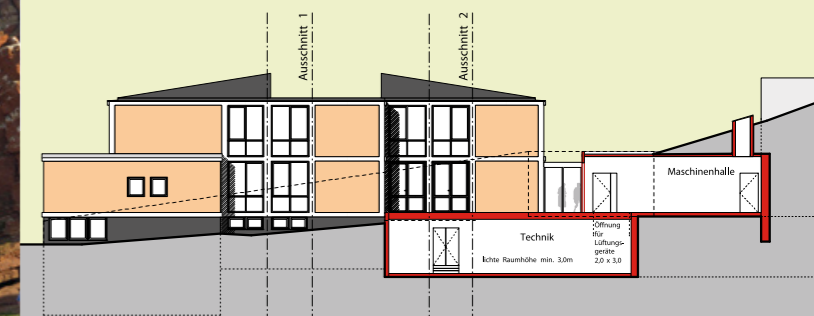 Ausschnitt 1
Ausschnitt 2
Maschinenhalle
Technik
lichte Raumhöhe min. 3,0m
Öffnung
für
Lüftungs-
geräte
2,0 x 3,0